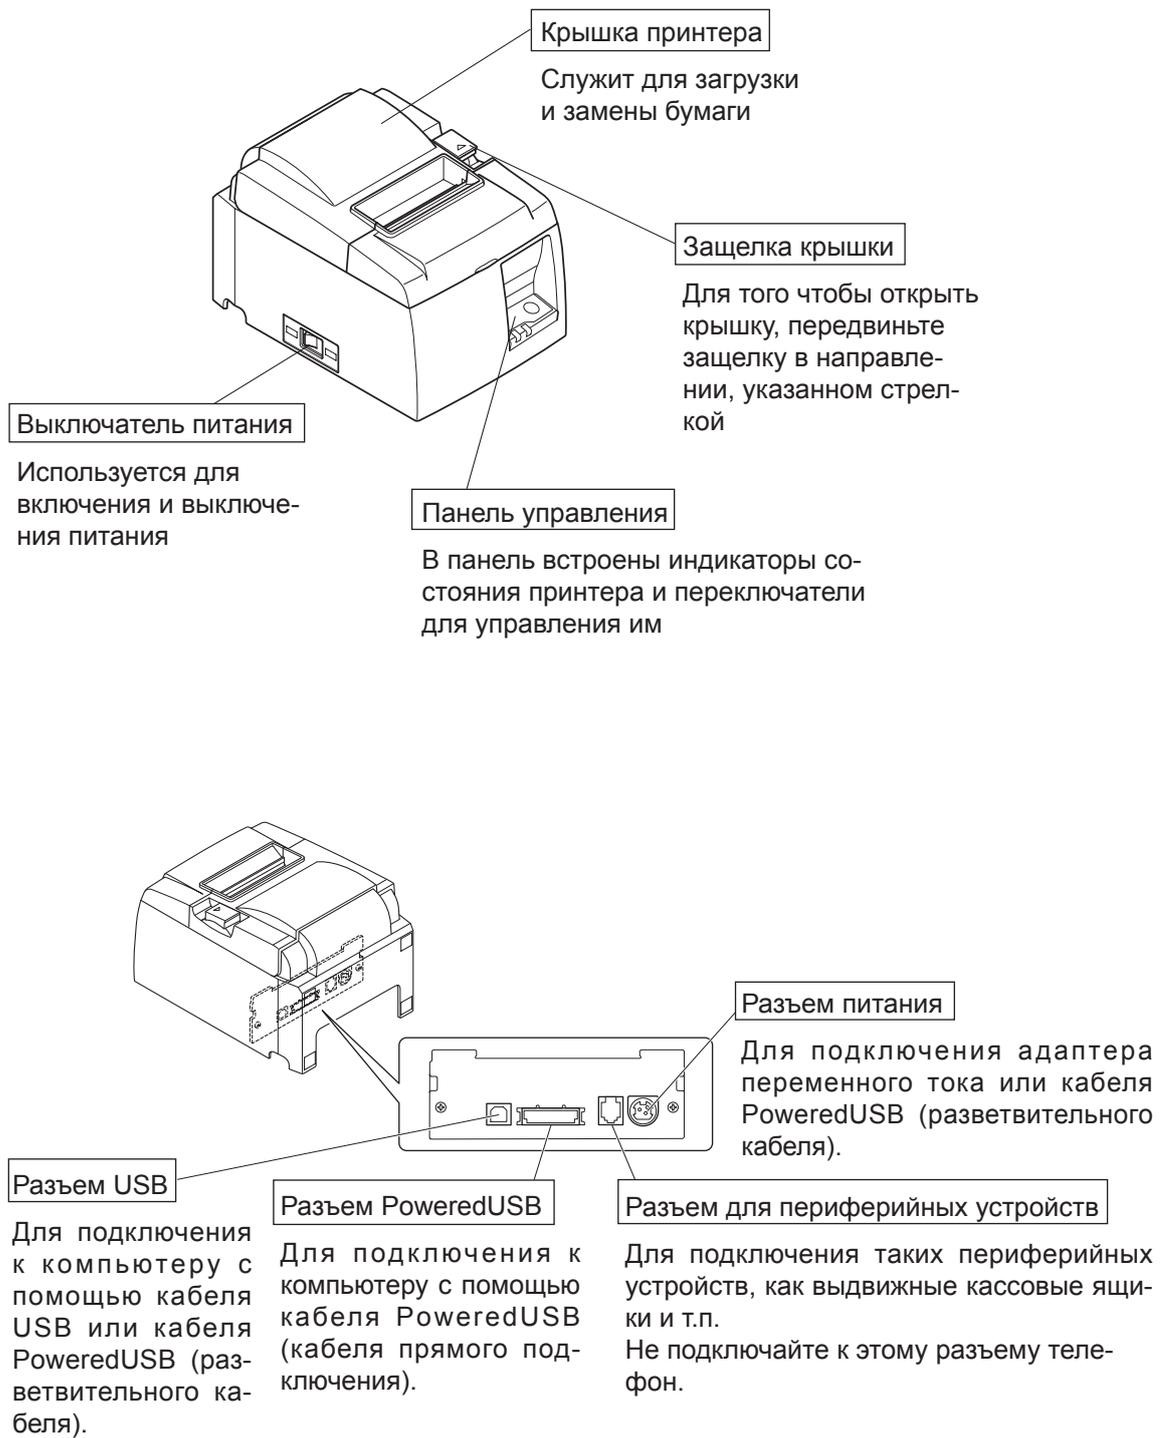 Крышка принтера
Служит для загрузки
и замены бумаги
Защелка крышки
Для того чтобы открыть
крышку, передвиньте
защелку в направле-
нии, указанном стрел-
кой
Выключатель питания
Используется для
включения и выключе-
ния питания
Панель управления
В панель встроены индикаторы со-
стояния принтера и переключатели
для управления им
Разъем питания
Для подключения адаптера
переменного тока или кабеля
PoweredUSB (разветвительного
кабеля).
Разъем USB
Для подключения
к компьютеру с
помощью кабеля
USB или кабеля
PoweredUSB (раз-
ветвительного ка-
беля).
Разъем PoweredUSB
Для подключения к
компьютеру с помощью
кабеля PoweredUSB
(кабеля прямого под-
ключения).
Разъем для периферийных устройств
Для подключения таких периферийных
устройств, как выдвижные кассовые ящи-
ки и т.п.
Не подключайте к этому разъему теле-
фон.